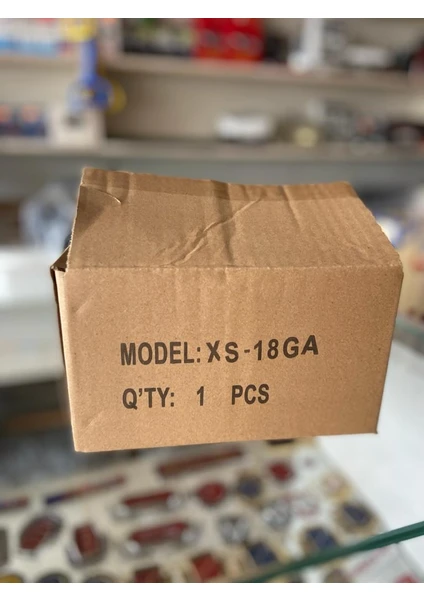 MODEL: XS-18GA
Q'TY: 1 PCS